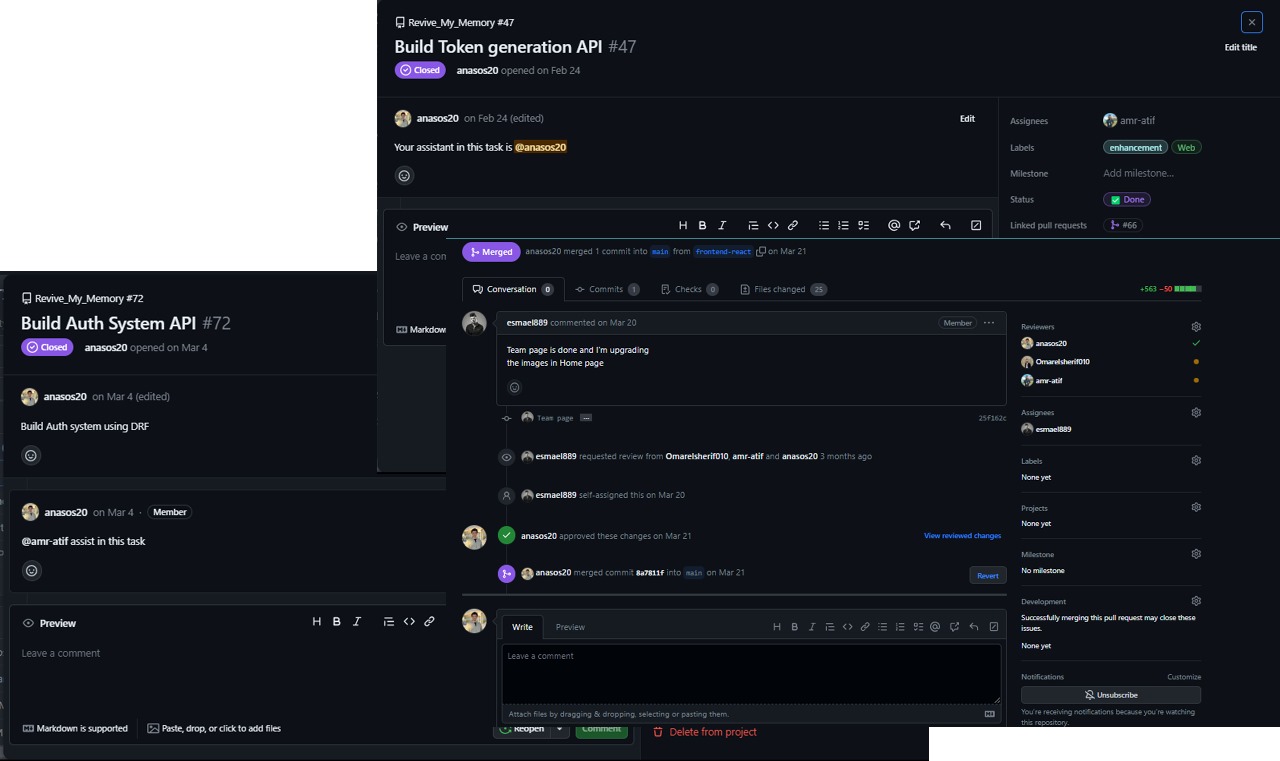 Revive_My_Memory #47
Build Token generation API #47
Edit title
Closed
anasos20 opened on Feb 24
anasos20 on Feb 24 (edited)
Edit
Your assistant in this task is @anasos20
Assignees
amr-atif
Labels
enhancement
Web
Milestone
Add milestone...
Status
Done
Linked pull requests
#66
Preview
Leave a com
Markdow
Merged
anasos20 merged 1 commit into main from frontend-react on Mar 21
Conversation 0
Commits 1
Checks 0
Files changed 25
+563 −50
esmael889 commented on Mar 20
Member
Team page is done and I'm upgrading
the images in Home page
Team page
25f162c
esmael889 requested review from Omarelsherif010, amr-atif and anasos20 3 months ago
esmael889 self-assigned this on Mar 20
anasos20 approved these changes on Mar 21
View reviewed changes
anasos20 merged commit 8a7811f into main on Mar 21
Revert
Write
Preview
Leave a comment
Attach files by dragging & dropping, selecting or pasting them.
Reviewers
anasos20
Omarelsherif010
amr-atif
Assignees
esmael889
Labels
None yet
Projects
None yet
Milestone
No milestone
Development
Successfully merging this pull request may close these
issues.
None yet
Notifications
Customize
Unsubscribe
You're receiving notifications because you're watching
this repository.
Revive_My_Memory #72
Build Auth System API #72
Closed
anasos20 opened on Mar 4
anasos20 on Mar 4 (edited)
Build Auth system using DRF
anasos20 on Mar 4 · Member
@amr-atif assist in this task
Preview
Leave a comment
Markdown is supported
Paste, drop, or click to add files
Reopen
Comment
Delete from project